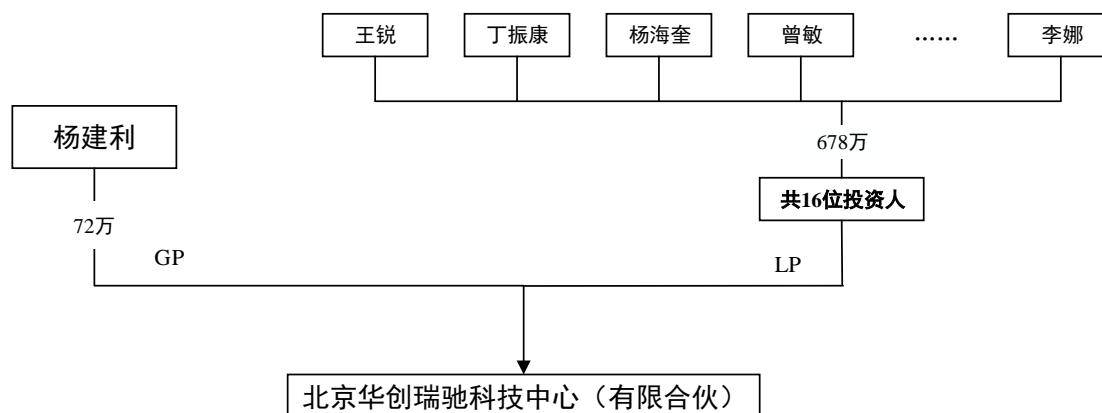 王锐 丁振康 杨海奎 曾敏 …… 李娜
杨建利
678万
共16位投资人
72万
GP LP
北京华创瑞驰科技中心（有限合伙）